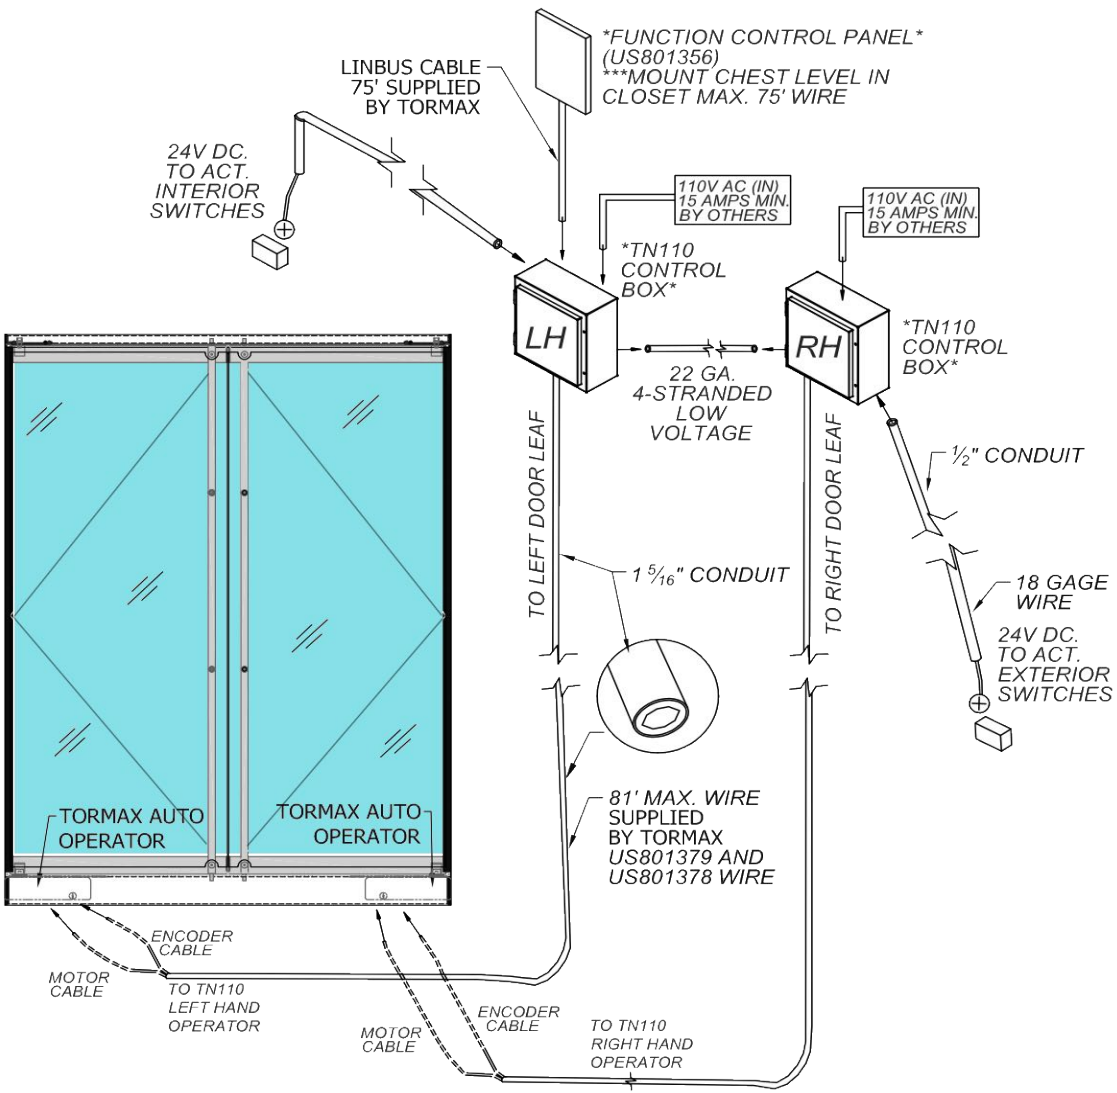 *FUNCTION CONTROL PANEL*
(US801356)
***MOUNT CHEST LEVEL IN
CLOSET MAX. 75' WIRE
LINBUS CABLE
75' SUPPLIED
BY TORMAX
24V DC.
TO ACT.
INTERIOR
SWITCHES
110V AC (IN)
15 AMPS MIN.
BY OTHERS
110V AC (IN)
15 AMPS MIN.
BY OTHERS
*TN110
CONTROL
BOX*
LH
RH
*TN110
CONTROL
BOX*
22 GA.
4-STRANDED
LOW
VOLTAGE
TO LEFT DOOR LEAF
TO RIGHT DOOR LEAF
½" CONDUIT
1 5/16" CONDUIT
18 GAGE
WIRE
24V DC.
TO ACT.
EXTERIOR
SWITCHES
TORMAX AUTO
OPERATOR
TORMAX AUTO
OPERATOR
81' MAX. WIRE
SUPPLIED
BY TORMAX
US801379 AND
US801378 WIRE
ENCODER
CABLE
MOTOR
CABLE
TO TN110
LEFT HAND
OPERATOR
ENCODER
CABLE
MOTOR
CABLE
TO TN110
RIGHT HAND
OPERATOR